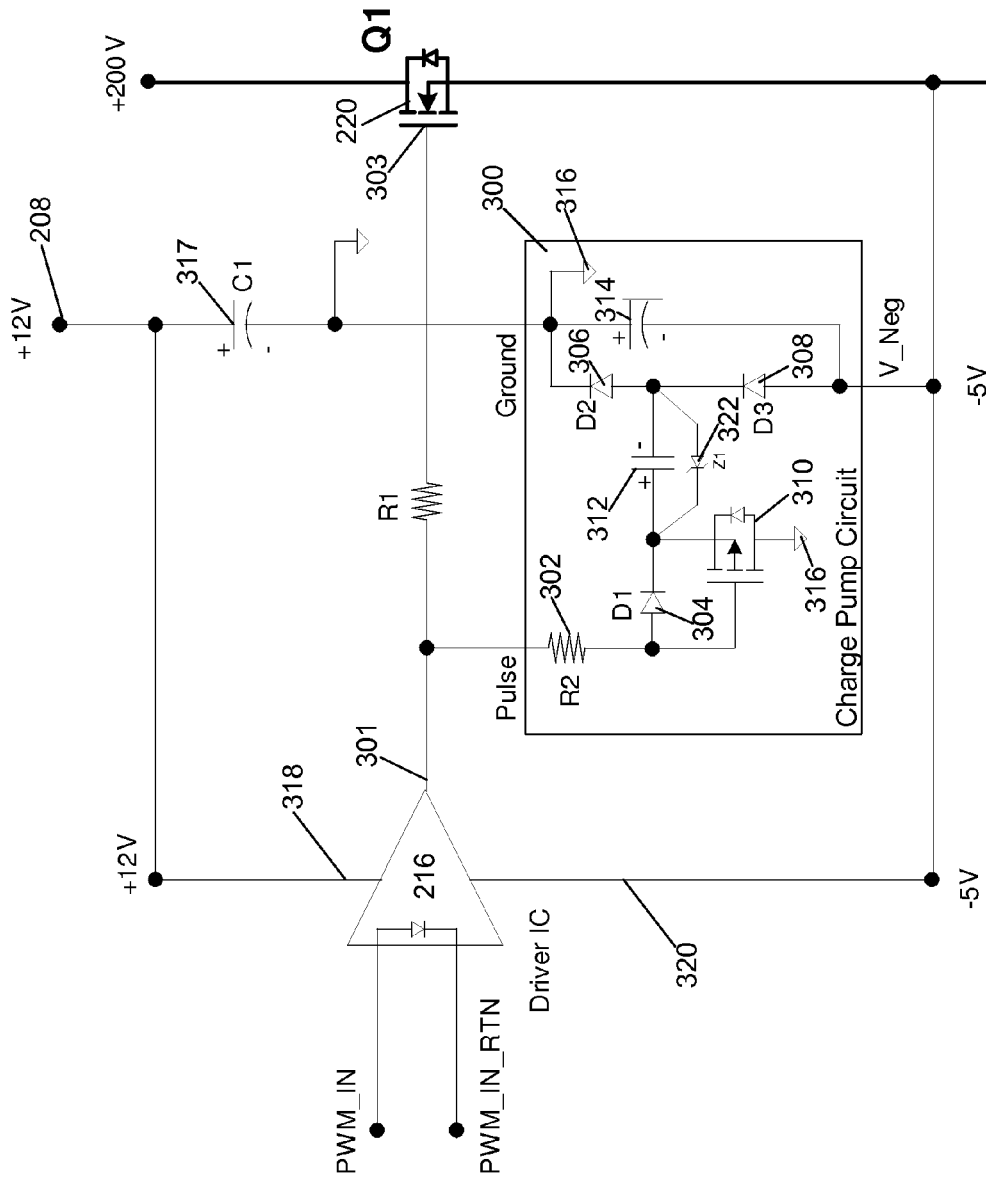 +12V
208
+200V
317
C1
+
-
220
Q1
303
+12V
318
R1
301
216
Driver IC
PWM_IN
PWM_IN_RTN
Pulse
Ground
300
316
314
+
-
306
D2
302
R2
D1
304
312
+
-
322
Z1
D3
308
310
316
Charge Pump Circuit
V_Neg
320
-5V
-5V